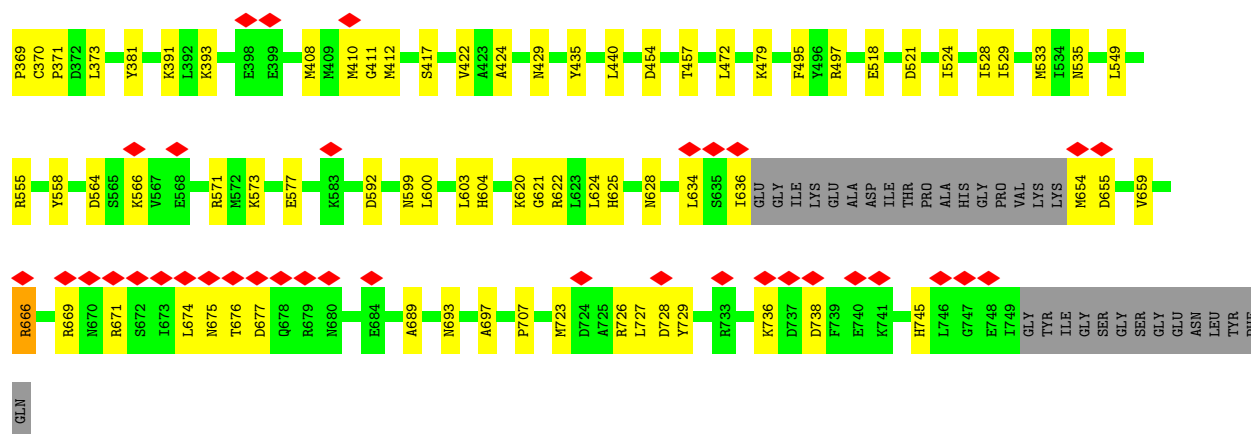 P369 C370 P371 D372 L373 Y381 K391 L392 K393 E398 E399 M408 M409 M410 G411 M412 S417 V422 A423 A424 N429 Y435 L440 D454 T457 L472 K479 F495 Y496 R497 E518 D521 I524 I528 I529 M533 I534 N535 L549
R555 Y558 D564 S565 K566 V567 E568 R571 M572 K573 E577 K583 D592 N599 L600 L603 H604 K620 G621 R622 L623 L624 H625 N628 L634 S635 I636 GLU GLY ILE LYS GLU ALA ASP ILE THR PRO ALA HIS GLY PRO VAL LYS LYS M654 D655 V659
R666 R669 N670 R671 S672 I673 L674 N675 T676 D677 Q678 R679 N680 E684 A689 N693 A697 P707 M723 D724 A725 R726 L727 D728 Y729 R733 K736 D737 D738 F739 E740 K741 H745 L746 G747 E748 I749 GLY TYR ILE GLY SER GLY SER GLY GLU ASN LEU TYR PHE
GLN